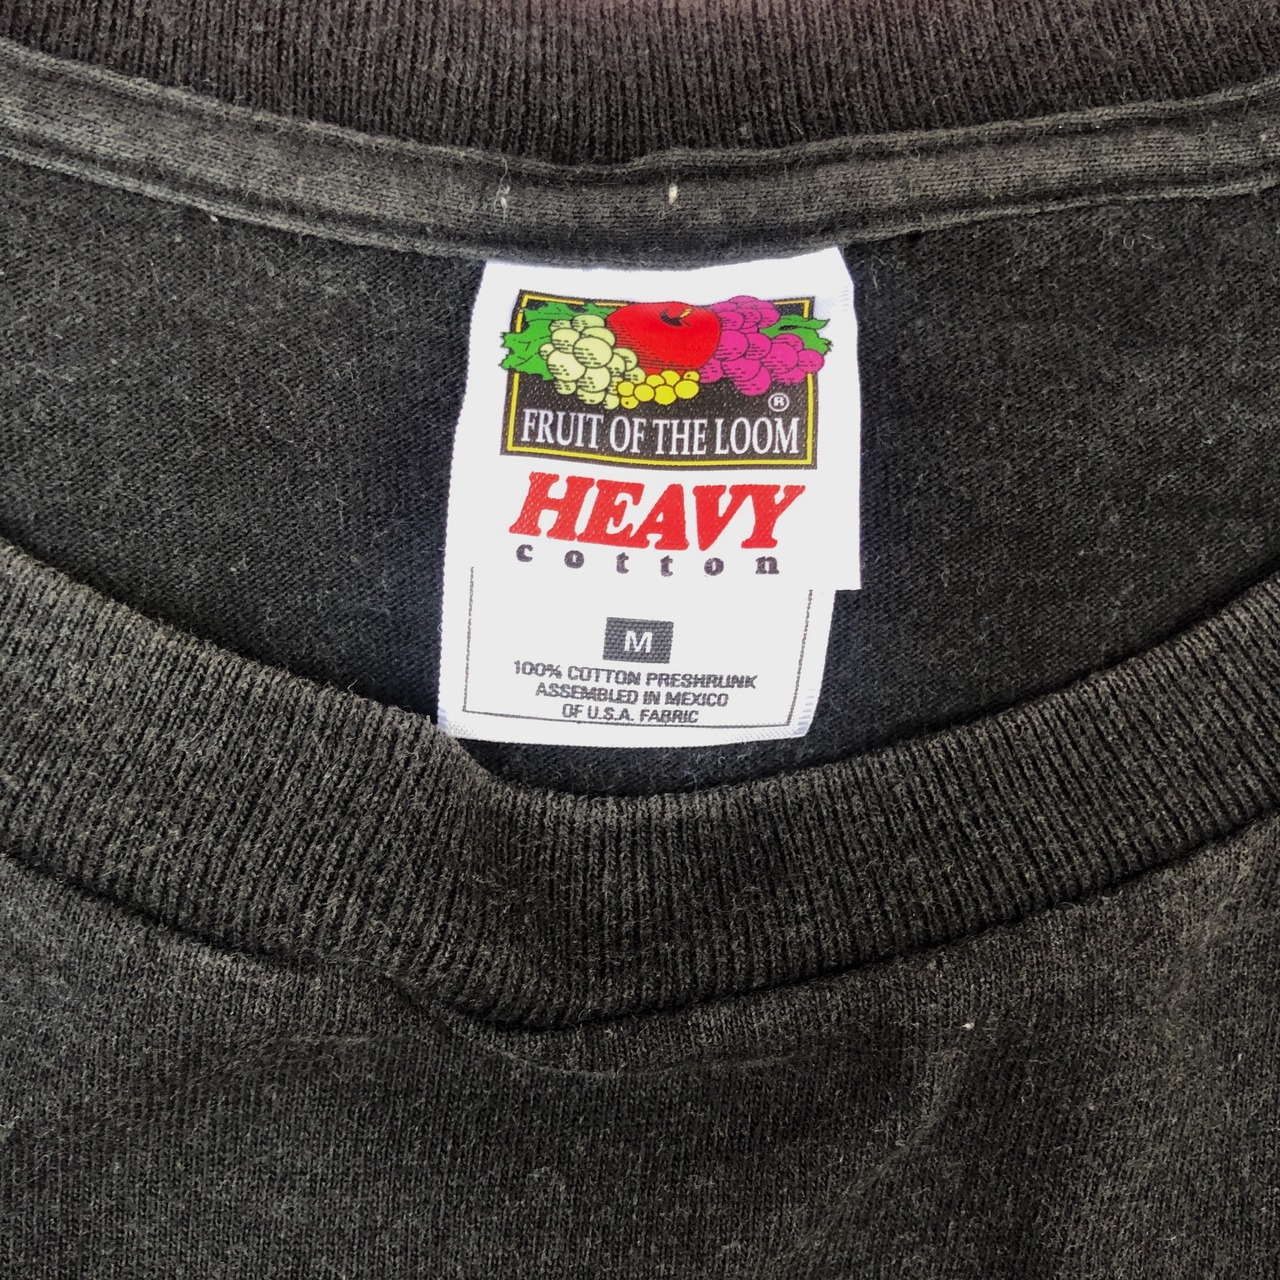 ®
FRUIT OF THE LOOM
HEAVY
cotton
M
100% COTTON PRESHRUNK
ASSEMBLED IN MEXICO
OF U.S.A. FABRIC